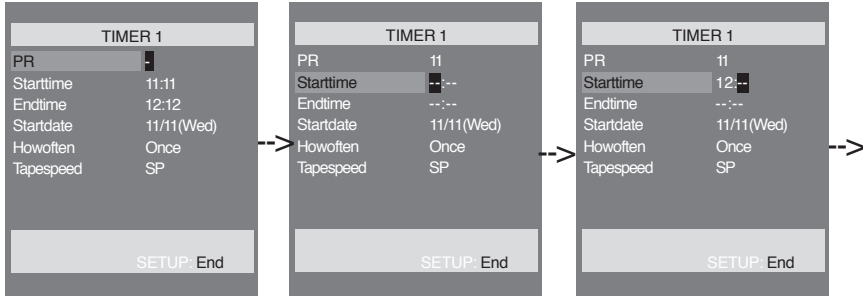 TIMER 1
PR -
Starttime 11:11
Endtime 12:12
Startdate 11/11(Wed)
Howoften Once
Tapespeed SP
SETUP: End
-->
TIMER 1
PR 11
Starttime --:--
Endtime --:--
Startdate 11/11(Wed)
Howoften Once
Tapespeed SP
SETUP: End
-->
TIMER 1
PR 11
Starttime 12:--
Endtime --:--
Startdate 11/11(Wed)
Howoften Once
Tapespeed SP
SETUP: End
-->